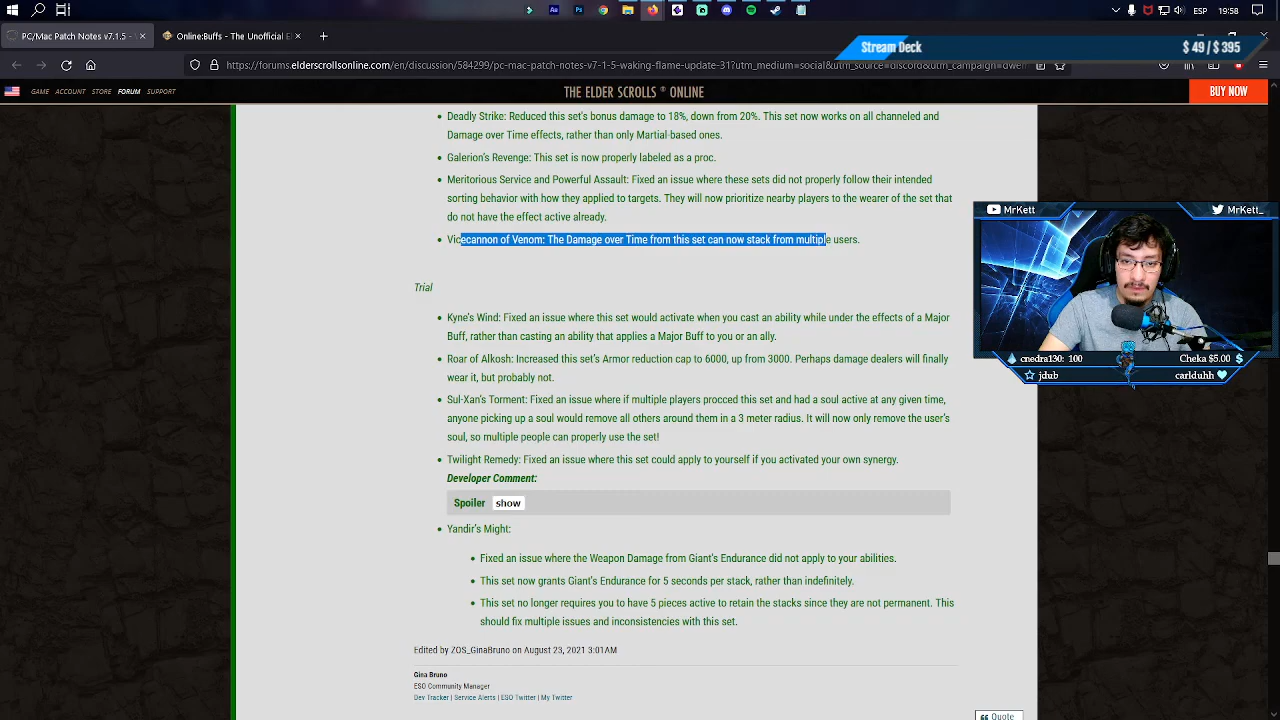 19:58
PC/Mac Patch Notes v7.1.5 -
Online:Buffs - The Unofficial El
Stream Deck
$ 49 / $ 395
https://forums.elderscrollsonline.com/en/discussion/584299/pc-mac-patch-notes-v7-1-5-waking-flame-update-31?utm_medium=social&utm_source=discord&utm_campaign=dwem
GAME ACCOUNT STORE FORUM SUPPORT
THE ELDER SCROLLS ® ONLINE
BUY NOW
• Deadly Strike: Reduced this set's bonus damage to 18%, down from 20%. This set now works on all channeled and
Damage over Time effects, rather than only Martial-based ones.
• Galerion's Revenge: This set is now properly labeled as a proc.
• Meritorious Service and Powerful Assault: Fixed an issue where these sets did not properly follow their intended
sorting behavior with how they applied to targets. They will now prioritize nearby players to the wearer of the set that
do not have the effect active already.
• Vicecannon of Venom: The Damage over Time from this set can now stack from multiple users.
Trial
• Kyne's Wind: Fixed an issue where this set would activate when you cast an ability while under the effects of a Major
Buff, rather than casting an ability that applies a Major Buff to you or an ally.
• Roar of Alkosh: Increased this set's Armor reduction cap to 6000, up from 3000. Perhaps damage dealers will finally
wear it, but probably not.
• Sul-Xan's Torment: Fixed an issue where if multiple players procced this set and had a soul active at any given time,
anyone picking up a soul would remove all others around them in a 3 meter radius. It will now only remove the user's
soul, so multiple people can properly use the set!
• Twilight Remedy: Fixed an issue where this set could apply to yourself if you activated your own synergy.
Developer Comment:
Spoiler show
• Yandir's Might:
• Fixed an issue where the Weapon Damage from Giant's Endurance did not apply to your abilities.
• This set now grants Giant's Endurance for 5 seconds per stack, rather than indefinitely.
• This set no longer requires you to have 5 pieces active to retain the stacks since they are not permanent. This
should fix multiple issues and inconsistencies with this set.
Edited by ZOS_GinaBruno on August 23, 2021 3:01AM
Gina Bruno
ESO Community Manager
Dev Tracker | Service Alerts | ESO Twitter | My Twitter
Quote
MrKett
MrKett_
cnedra130: 100
Cheka $5.00
jdub
carlduhh